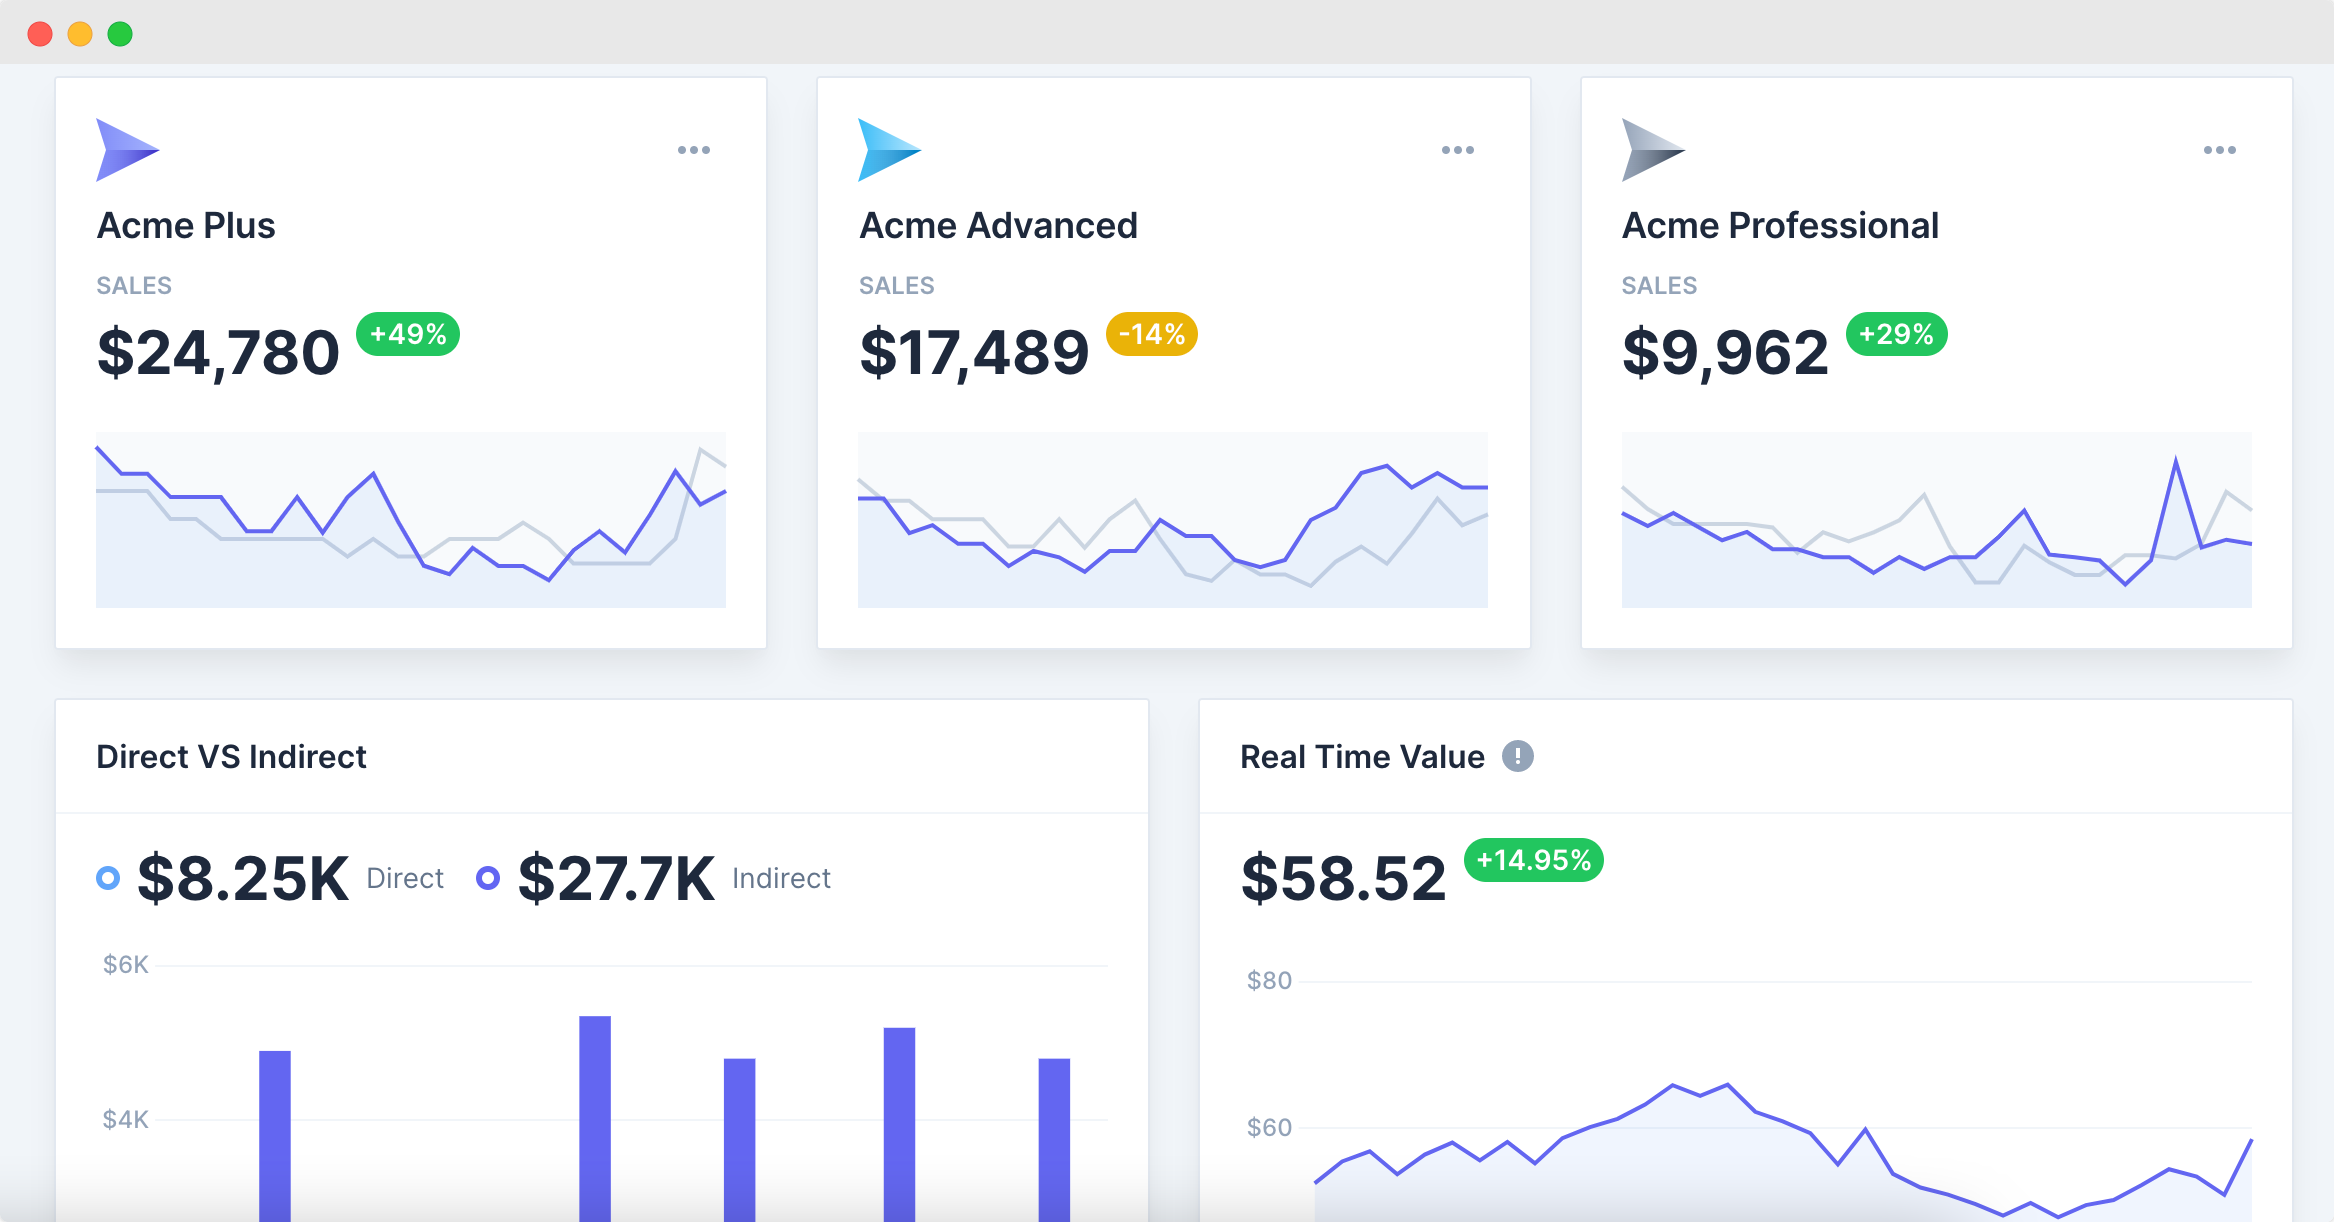 Acme Plus
SALES
$24,780 +49%
Acme Advanced
SALES
$17,489 -14%
Acme Professional
SALES
$9,962 +29%
Direct VS Indirect
$8.25K Direct $27.7K Indirect
$6K
$4K
Real Time Value
$58.52 +14.95%
$80
$60